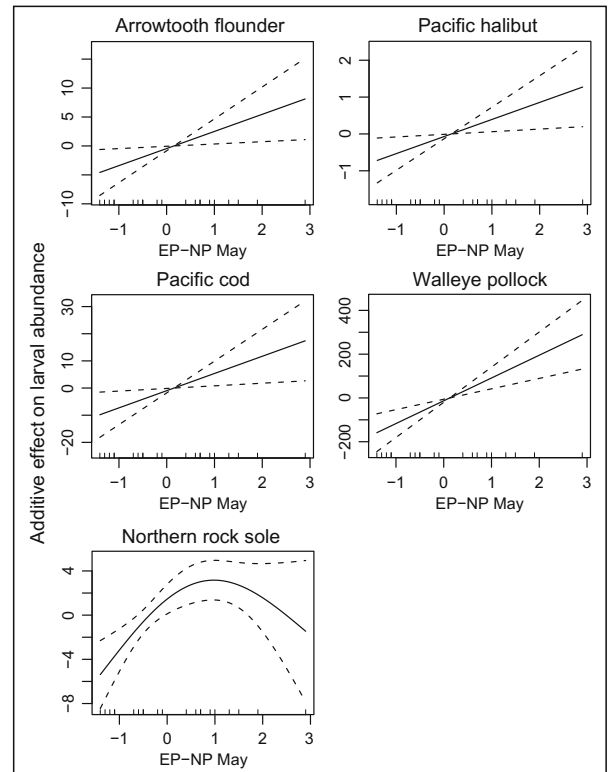 Arrowtooth flounder
Pacific halibut
10
5
0
−10
−1 0 1 2 3
EP−NP May
2
1
0
−1
−1 0 1 2 3
EP−NP May
Pacific cod
Walleye pollock
30
10
0
−20
−1 0 1 2 3
EP−NP May
400
200
0
−200
−1 0 1 2 3
EP−NP May
Northern rock sole
4
0
−4
−8
−1 0 1 2 3
EP−NP May
Additive effect on larval abundance